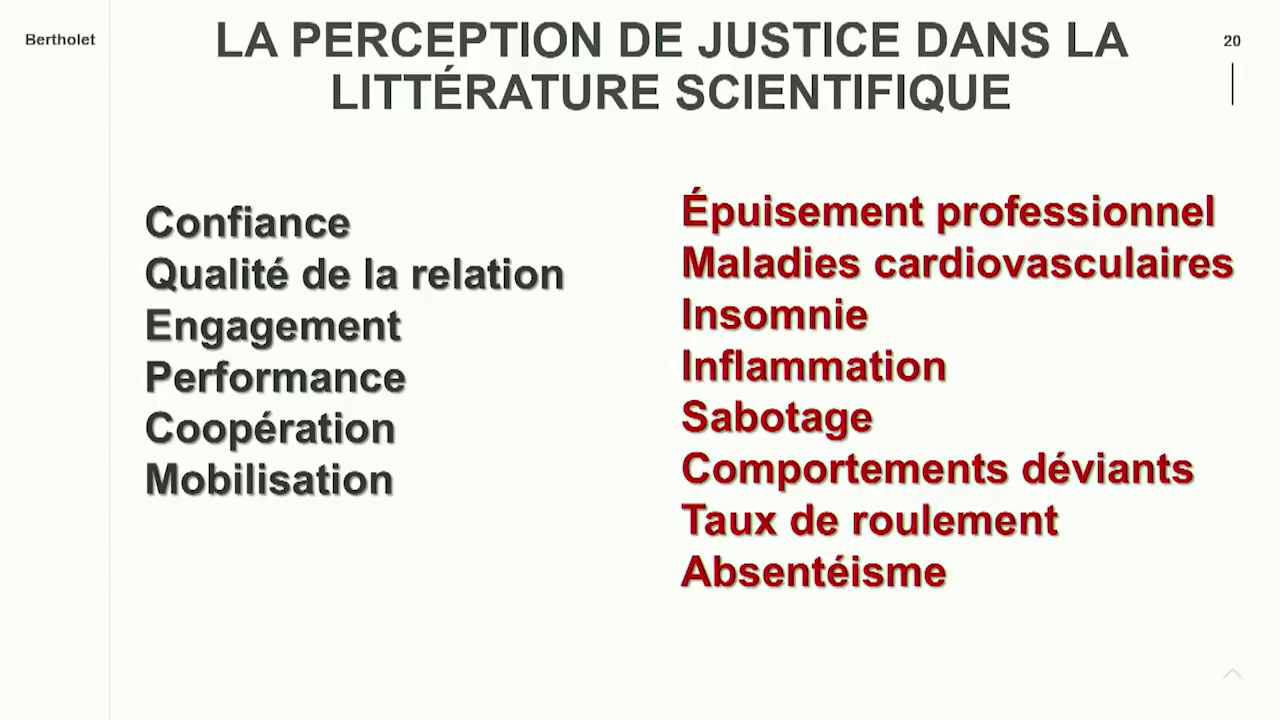 Bertholet
LA PERCEPTION DE JUSTICE DANS LA
LITTÉRATURE SCIENTIFIQUE
20
Confiance
Qualité de la relation
Engagement
Performance
Coopération
Mobilisation
Épuisement professionnel
Maladies cardiovasculaires
Insomnie
Inflammation
Sabotage
Comportements déviants
Taux de roulement
Absentéisme